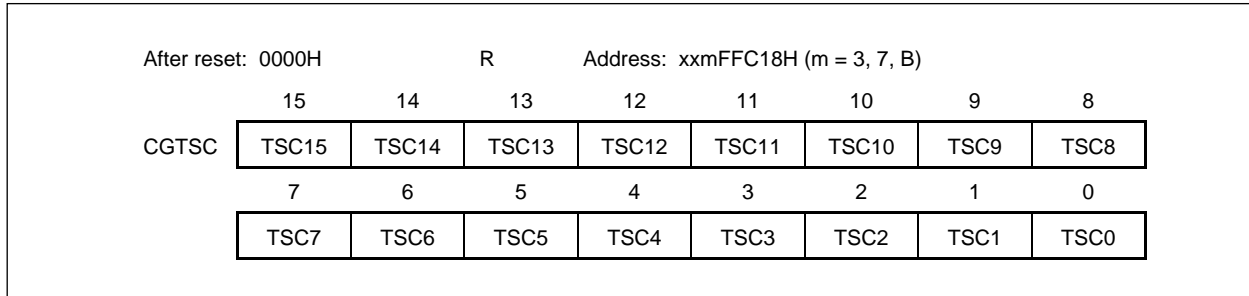 After reset: 0000H R Address: xxmFFC18H (m = 3, 7, B)
15 14 13 12 11 10 9 8
CGTSC TSC15 TSC14 TSC13 TSC12 TSC11 TSC10 TSC9 TSC8
7 6 5 4 3 2 1 0
TSC7 TSC6 TSC5 TSC4 TSC3 TSC2 TSC1 TSC0